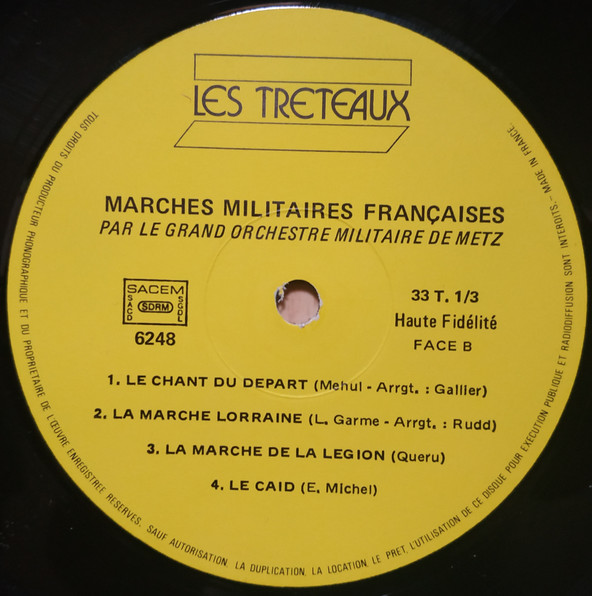 LES TRETEAUX
MARCHES MILITAIRES FRANÇAISES
PAR LE GRAND ORCHESTRE MILITAIRE DE METZ
SACEM
SACD
SDRM
SGDL
6248
33 T. 1/3
Haute Fidélité
FACE B
1. LE CHANT DU DEPART (Mehul - Arrgt. : Gallier)
2. LA MARCHE LORRAINE (L. Garme - Arrgt. : Rudd)
3. LA MARCHE DE LA LEGION (Queru)
4. LE CAID (E. Michel)
TOUS DROITS DU PRODUCTEUR PHONOGRAPHIQUE ET DU PROPRIETAIRE DE L'ŒUVRE ENREGISTREE RESERVES. SAUF AUTORISATION, LA DUPLICATION, LA LOCATION, LE PRET, L'UTILISATION DE CE DISQUE POUR EXECUTION PUBLIQUE ET RADIODIFFUSION SONT INTERDITS.- MADE IN FRANCE.